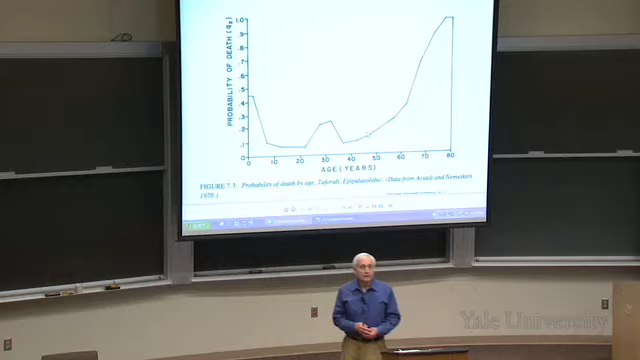 PROBABILITY OF DEATH (qx)
1.0
.9
.8
.7
.6
.5
.4
.3
.2
.1
0
0 10 20 30 40 50 60 70 80
AGE (YEARS)
FIGURE 7.3. Probability of death by age, Taforalt, Epipalaeolithic. (Data from Acsádi and Nemeskéri
1970.)
Yale University